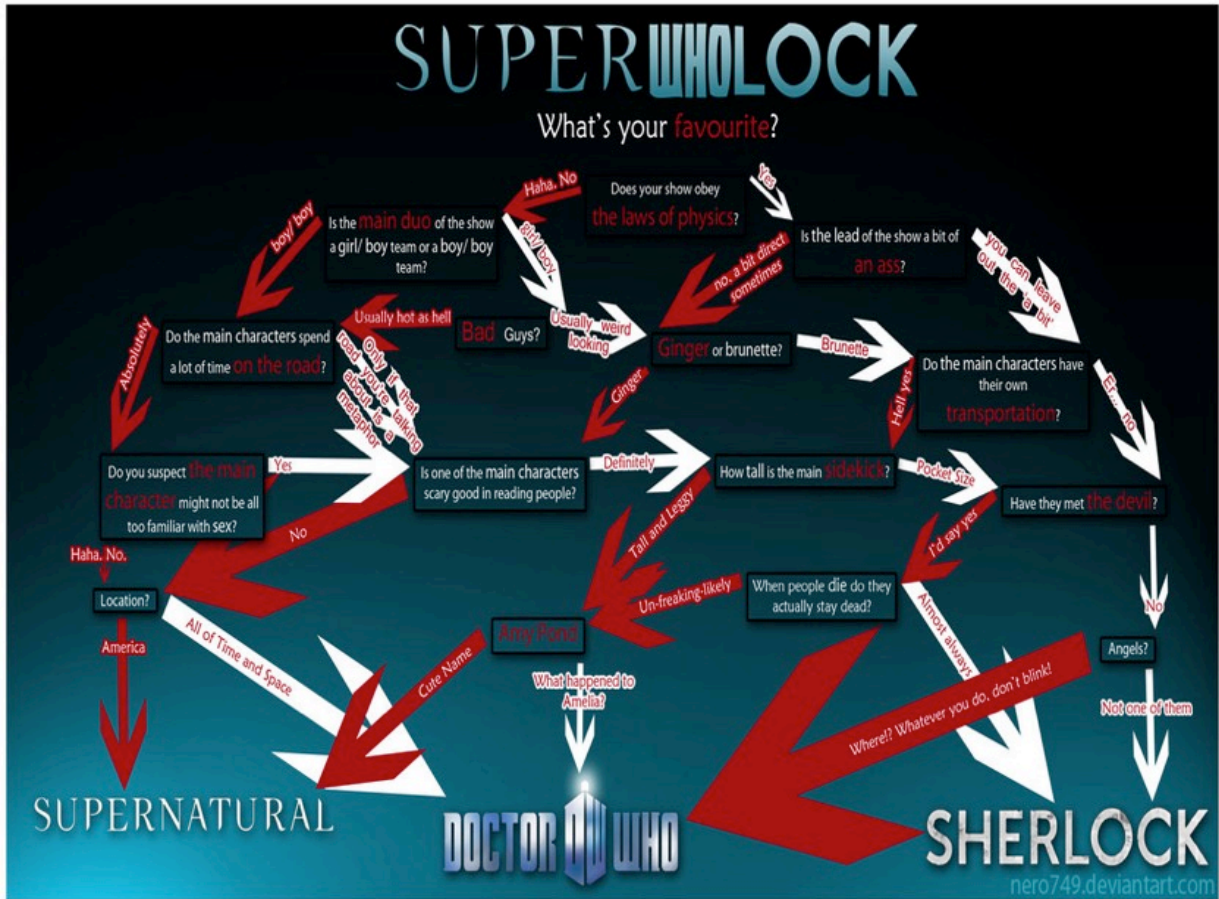 SUPERWHOLOCK
What's your favourite?
Haha. No
Does your show obey
the laws of physics?
Yes
boy/ boy
Is the main duo of the show
a girl/ boy team or a boy/ boy
team?
girl/ boy
no, a bit direct
sometimes
Is the lead of the show a bit of
an ass?
you can leave
out the 'a
bit'
Absolutely
Do the main characters spend
a lot of time on the road?
Usually hot as hell
Bad Guys?
Usually weird
looking
Ginger or brunette?
Brunette
Do the main characters have
their own
transportation?
Er... no
Only if that
road you're talking
about is a
metaphor
Ginger
Hell yes
Do you suspect the main
character might not be all
too familiar with sex?
Yes
Is one of the main characters
scary good in reading people?
Definitely
How tall is the main sidekick?
Pocket Size
Have they met the devil?
No
Tall and Leggy
I'd say yes
Haha. No.
Location?
Un-freaking-likely
When people die do they
actually stay dead?
No
America
All of Time and Space
Amy Pond
Cute Name
What happened to
Amelia?
Almost always
Where!? Whatever you do, don't blink!
Angels?
Not one of them
SUPERNATURAL
DOCTOR DW WHO
SHERLOCK
nero749.deviantart.com